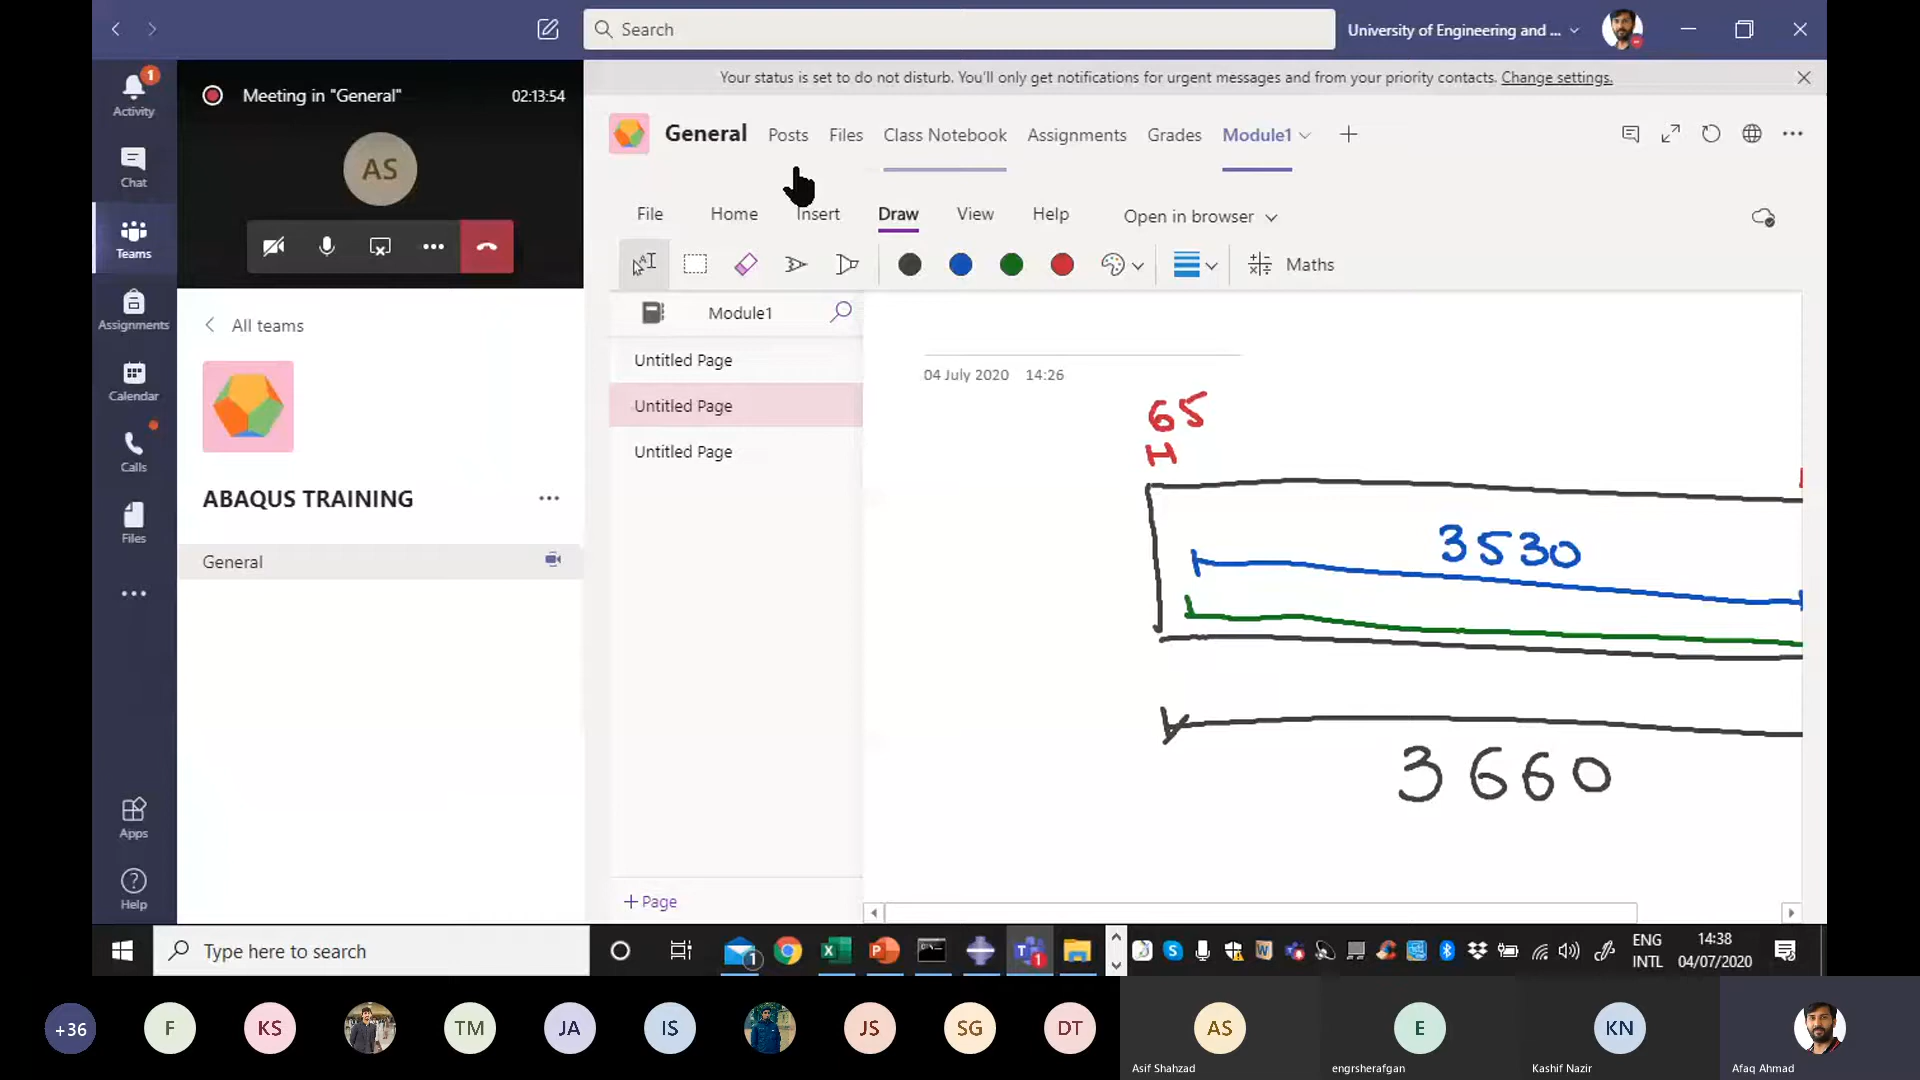 Search
University of Engineering and ...
Your status is set to do not disturb. You'll only get notifications for urgent messages and from your priority contacts. Change settings.
Activity
1
Chat
Teams
Assignments
Calendar
Calls
Files
Apps
Help
Meeting in "General"
02:13:54
AS
All teams
ABAQUS TRAINING
General
General
Posts
Files
Class Notebook
Assignments
Grades
Module1
File
Home
Insert
Draw
View
Help
Open in browser
Maths
Module1
Untitled Page
Untitled Page
Untitled Page
+ Page
04 July 2020 14:26
65
H
3530
3660
Type here to search
1
1
ENG
INTL
14:38
04/07/2020
+36
F
KS
TM
JA
IS
JS
SG
DT
AS
Asif Shahzad
E
engrsherafgan
KN
Kashif Nazir
Afaq Ahmad